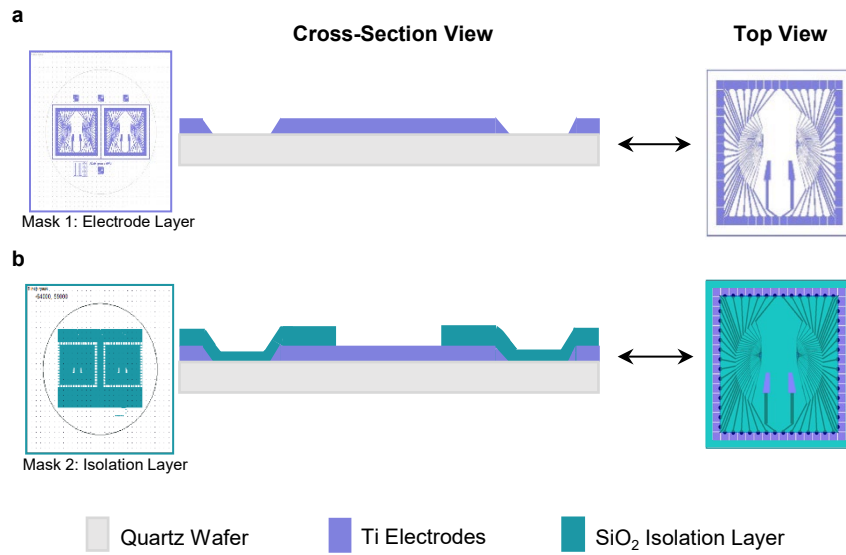 a
Cross-Section View
Top View
Mask 1: Electrode Layer
b
-64000, 59900
Mask 2: Isolation Layer
Quartz Wafer
Ti Electrodes
SiO₂ Isolation Layer